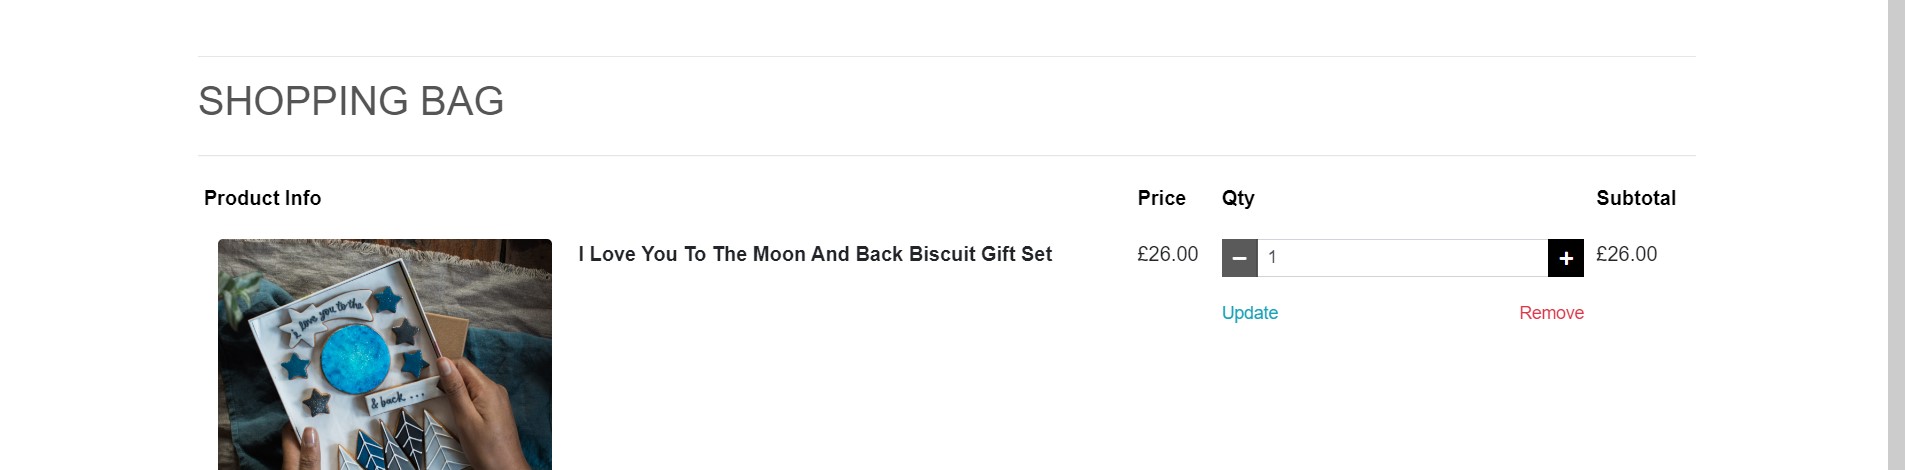 SHOPPING BAG
Product Info Price Qty Subtotal
I Love You To The Moon And Back Biscuit Gift Set £26.00 − 1 + £26.00
Update Remove
i love you to the
& back ...